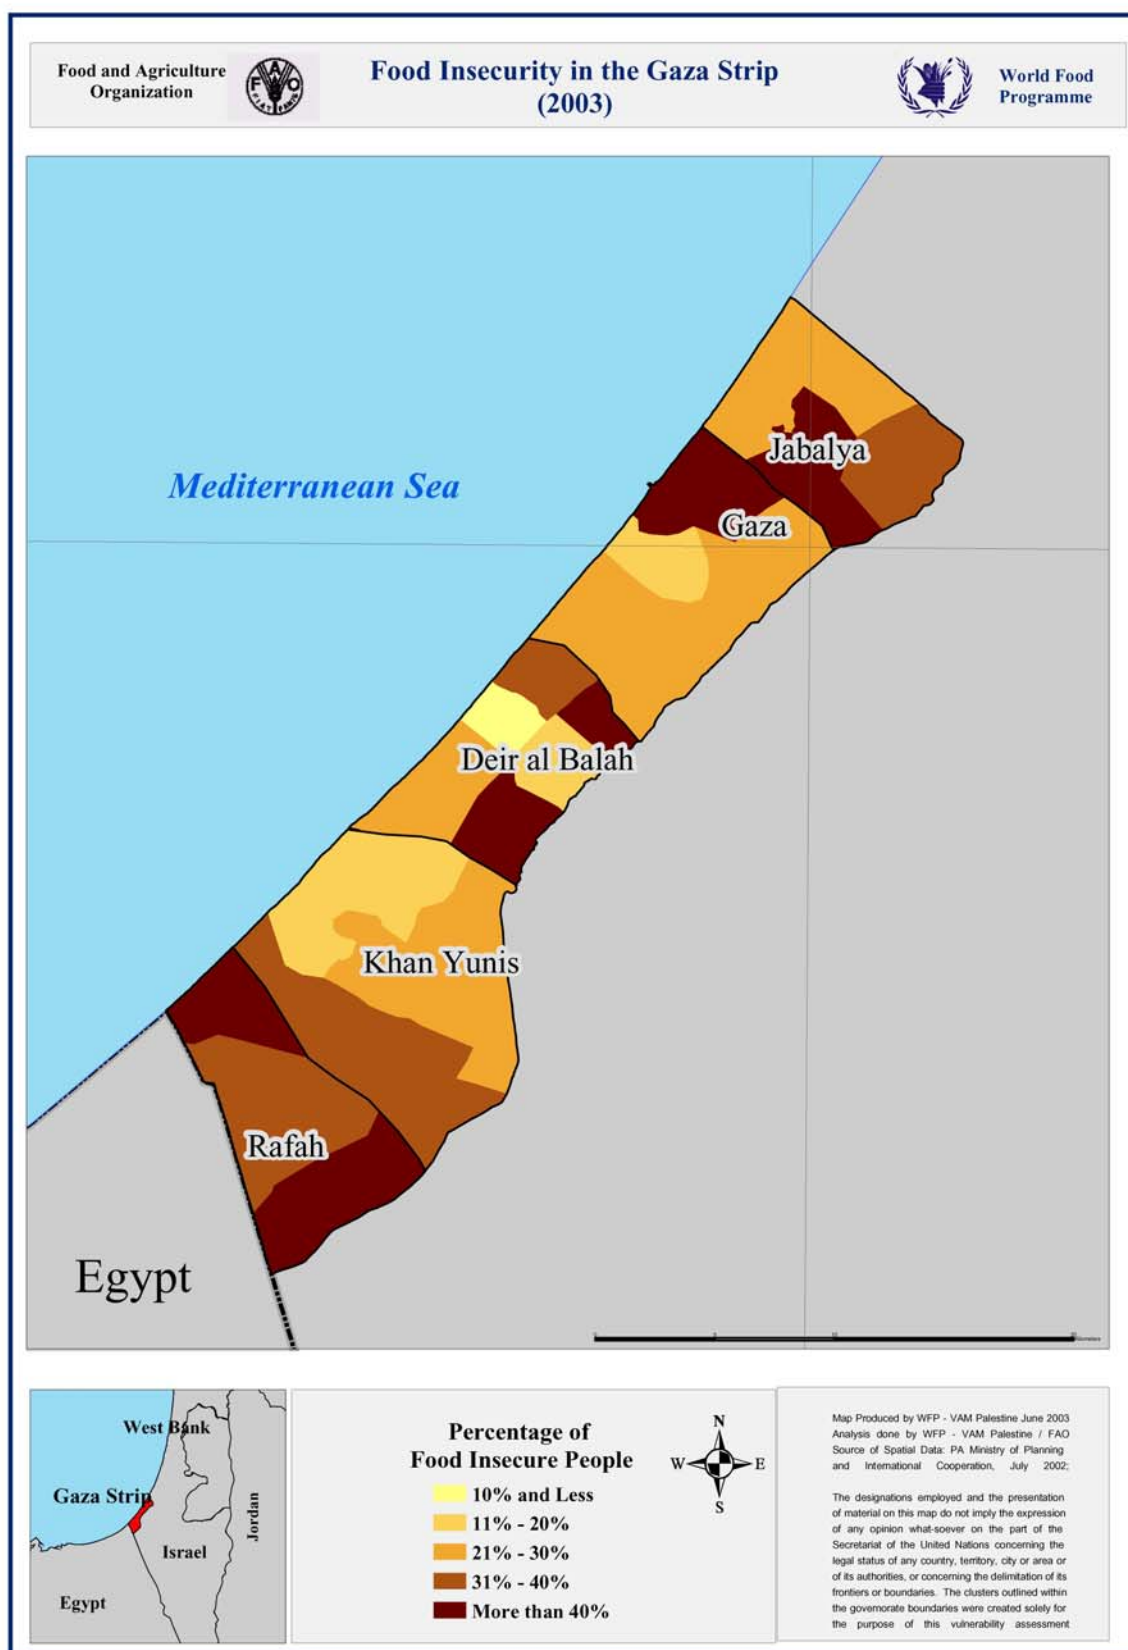 Food and Agriculture
Organization
FAO
FIAT PANIS
Food Insecurity in the Gaza Strip
(2003)
World Food
Programme
Mediterranean Sea
Jabalya
Gaza
Deir al Balah
Khan Yunis
Rafah
Egypt
West Bank
Gaza Strip
Jordan
Israel
Egypt
Percentage of
Food Insecure People
10% and Less
11% - 20%
21% - 30%
31% - 40%
More than 40%
N
W E
S
Map Produced by WFP - VAM Palestine June 2003
Analysis done by WFP - VAM Palestine / FAO
Source of Spatial Data: PA Ministry of Planning
and International Cooperation, July 2002;
The designations employed and the presentation
of material on this map do not imply the expression
of any opinion what-soever on the part of the
Secretariat of the United Nations concerning the
legal status of any country, territory, city or area or
of its authorities, or concerning the delimitation of its
frontiers or boundaries. The clusters outlined within
the governorate boundaries were created solely for
the purpose of this vulnerability assessment